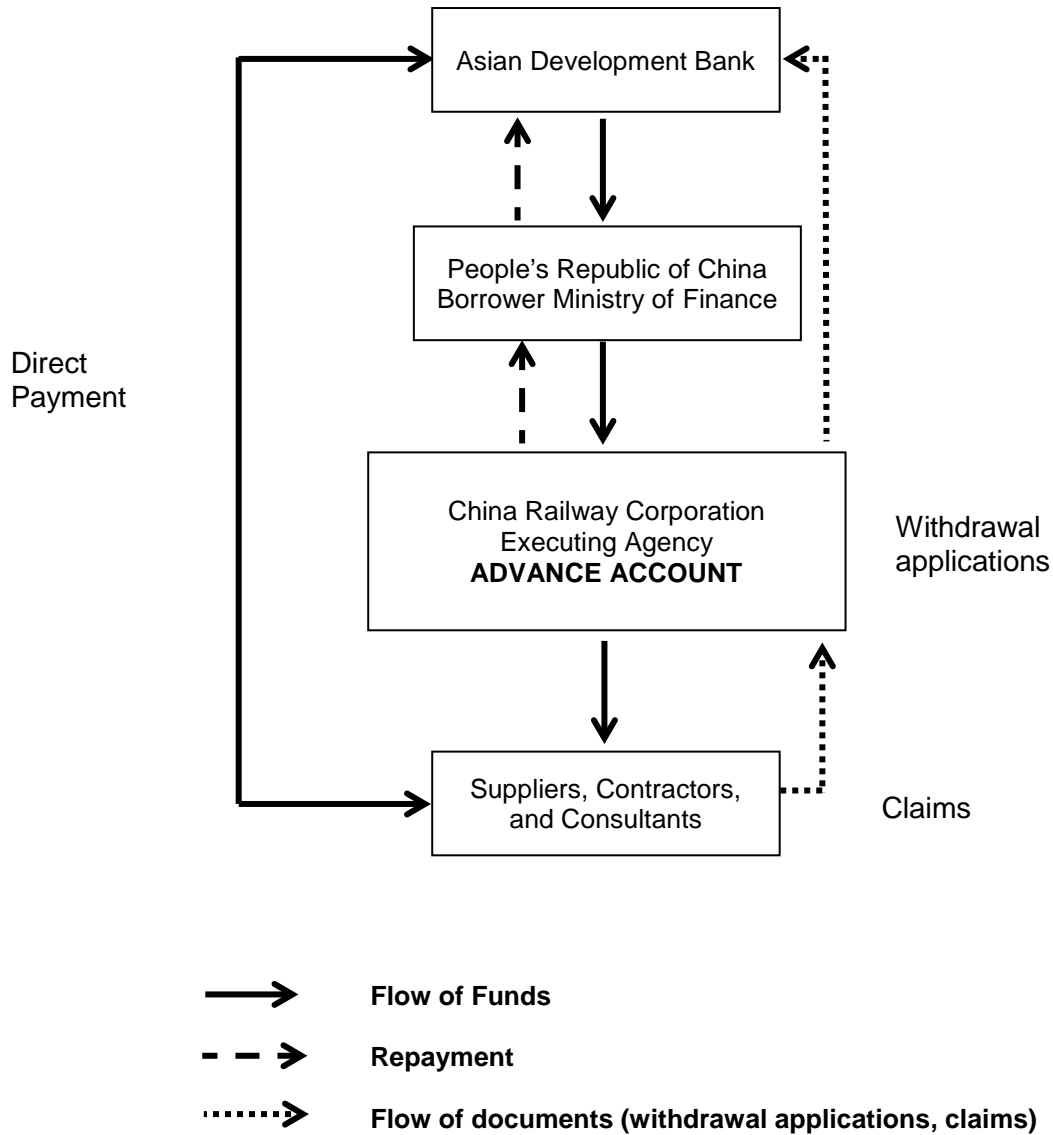 Asian Development Bank
People's Republic of China
Borrower Ministry of Finance
Direct
Payment
China Railway Corporation
Executing Agency
ADVANCE ACCOUNT
Withdrawal
applications
Suppliers, Contractors,
and Consultants
Claims
Flow of Funds
Repayment
Flow of documents (withdrawal applications, claims)